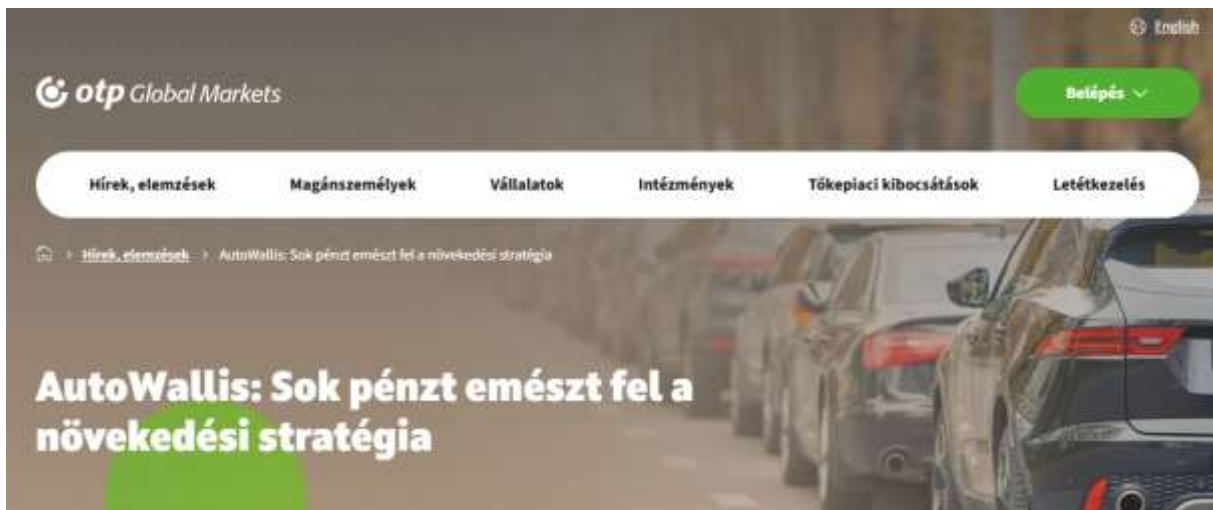 English
otp Global Markets
Belépés
Hírek, elemzések Magánszemélyek Vállalatok Intézmények Tőkepiaci kibocsátások Letétkezelés
Hírek, elemzések > AutoWallis: Sok pénzt emészt fel a növekedési stratégia
AutoWallis: Sok pénzt emészt fel a
növekedési stratégia